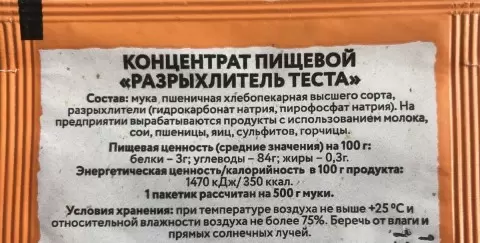 КОНЦЕНТРАТ ПИЩЕВОЙ
«РАЗРЫХЛИТЕЛЬ ТЕСТА»
Состав: мука пшеничная хлебопекарная высшего сорта,
разрыхлители (гидрокарбонат натрия, пирофосфат натрия). На
предприятии вырабатываются продукты с использованием молока,
сои, пшеницы, яиц, сульфитов, горчицы.
Пищевая ценность (средние значения) на 100 г:
белки – 3г; углеводы – 84г; жиры – 0,3г.
Энергетическая ценность/калорийность в 100 г продукта:
1470 кДж/ 350 ккал.
1 пакетик рассчитан на 500 г муки.
Условия хранения: при температуре воздуха не выше +25 °С и
относительной влажности воздуха не более 75%. Беречь от влаги и
прямых солнечных лучей.